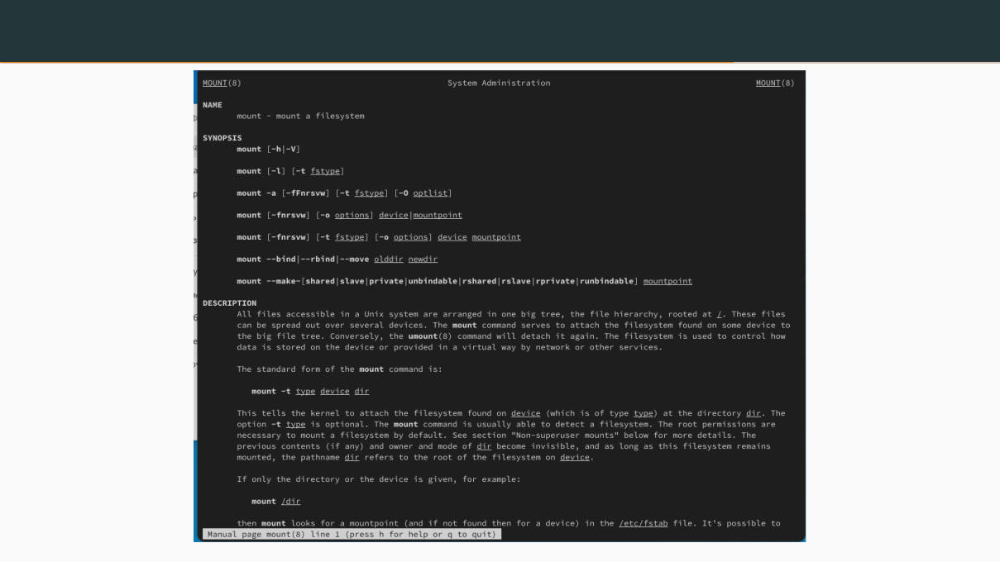 MOUNT(8) System Administration MOUNT(8)
NAME
mount - mount a filesystem
SYNOPSIS
mount [-h|-V]
mount [-l] [-t fstype]
mount -a [-fFnrsvw] [-t fstype] [-O optlist]
mount [-fnrsvw] [-o options] device|mountpoint
mount [-fnrsvw] [-t fstype] [-o options] device mountpoint
mount --bind|--rbind|--move olddir newdir
mount --make-[shared|slave|private|unbindable|rshared|rslave|rprivate|runbindable] mountpoint
DESCRIPTION
All files accessible in a Unix system are arranged in one big tree, the file hierarchy, rooted at /. These files
can be spread out over several devices. The mount command serves to attach the filesystem found on some device to
the big file tree. Conversely, the umount(8) command will detach it again. The filesystem is used to control how
data is stored on the device or provided in a virtual way by network or other services.
The standard form of the mount command is:
mount -t type device dir
This tells the kernel to attach the filesystem found on device (which is of type type) at the directory dir. The
option -t type is optional. The mount command is usually able to detect a filesystem. The root permissions are
necessary to mount a filesystem by default. See section "Non-superuser mounts" below for more details. The
previous contents (if any) and owner and mode of dir become invisible, and as long as this filesystem remains
mounted, the pathname dir refers to the root of the filesystem on device.
If only the directory or the device is given, for example:
mount /dir
then mount looks for a mountpoint (and if not found then for a device) in the /etc/fstab file. It’s possible to
Manual page mount(8) line 1 (press h for help or q to quit)